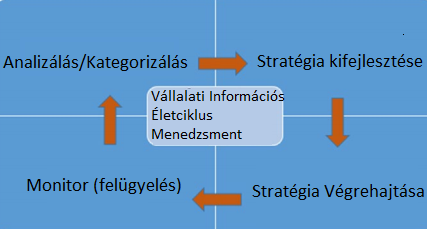 Analizálás/Kategorizálás
Stratégia kifejlesztése
Vállalati Információs
Életciklus
Menedzsment
Monitor (felügyelés)
Stratégia Végrehajtása